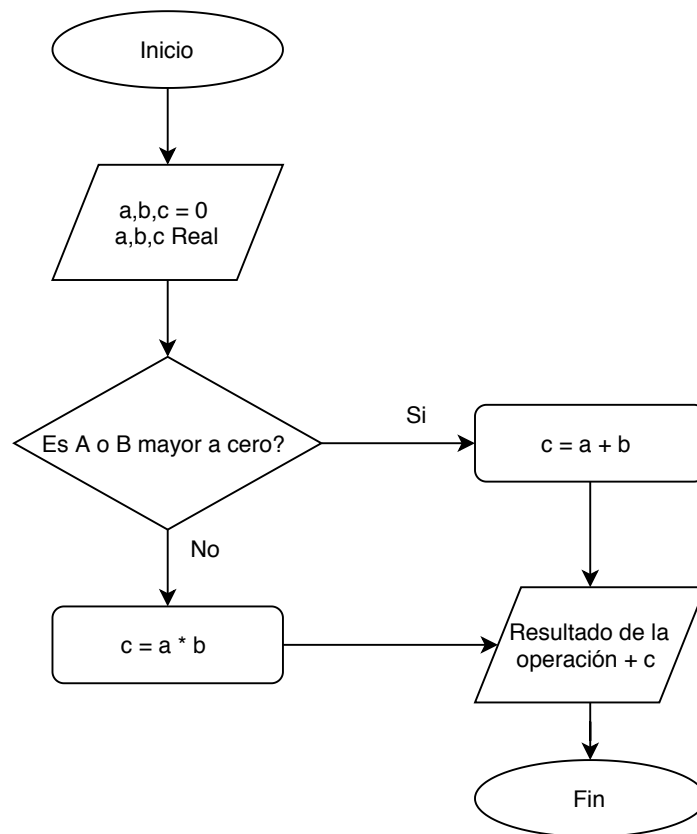 Inicio
a,b,c = 0
a,b,c Real
Es A o B mayor a cero?
Si
c = a + b
No
c = a * b
Resultado de la
operación + c
Fin